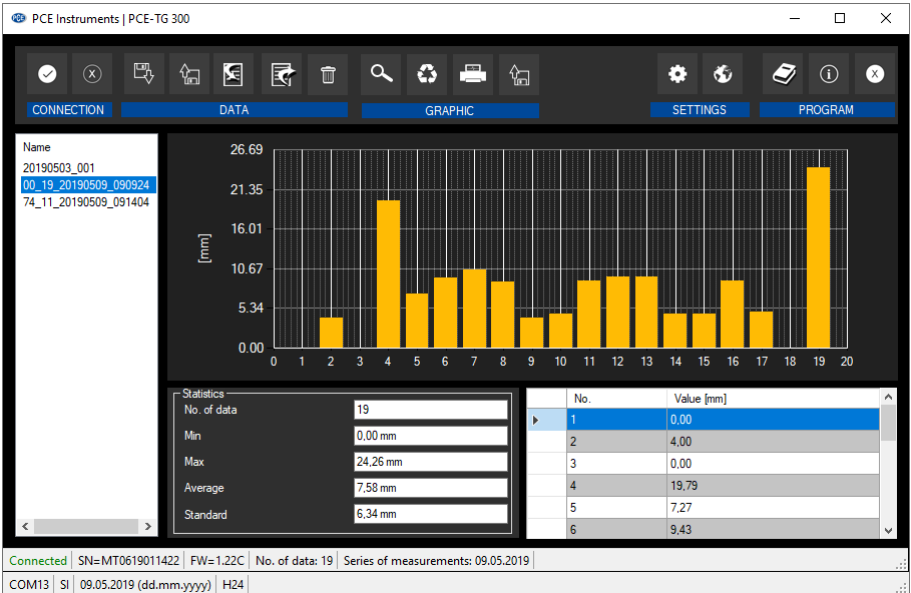 PCE PCE Instruments | PCE-TG 300
CONNECTION DATA GRAPHIC SETTINGS PROGRAM
Name
20190503_001
00_19_20190509_090924
74_11_20190509_091404
[mm]
26.69
21.35
16.01
10.67
5.34
0.00
0 1 2 3 4 5 6 7 8 9 10 11 12 13 14 15 16 17 18 19 20
Statistics
No. of data 19
Min 0,00 mm
Max 24,26 mm
Average 7,58 mm
Standard 6,34 mm
No. Value [mm]
1 0,00
2 4,00
3 0,00
4 19,79
5 7,27
6 9,43
Connected SN=MT0619011422 FW=1.22C No. of data: 19 Series of measurements: 09.05.2019
COM13 SI 09.05.2019 (dd.mm.yyyy) H24